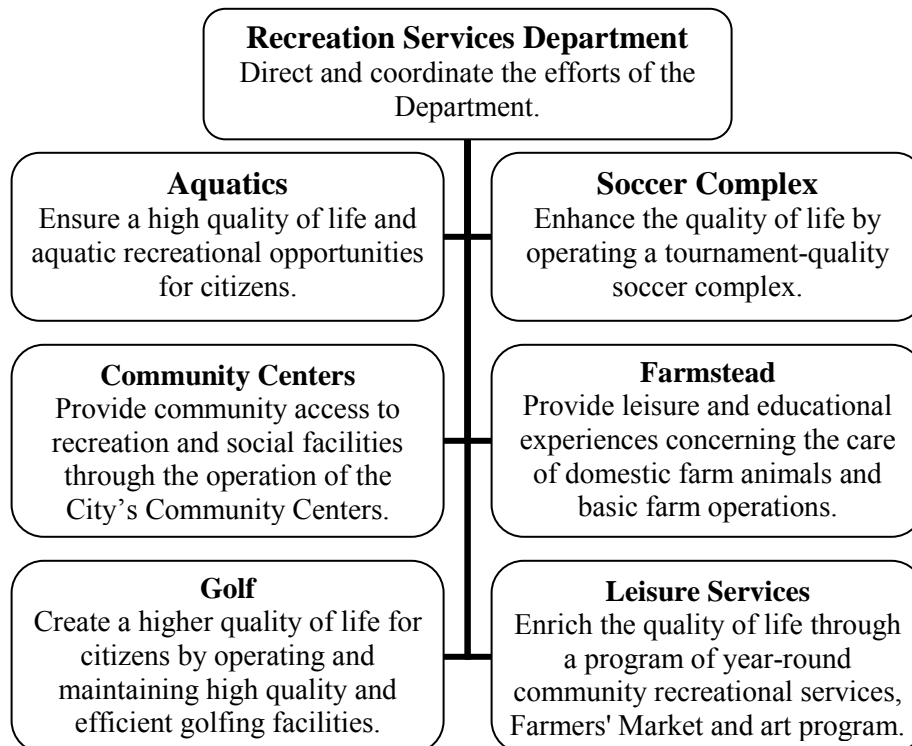 Recreation Services Department
Direct and coordinate the efforts of the
Department.
Aquatics
Ensure a high quality of life and
aquatic recreational opportunities
for citizens.
Soccer Complex
Enhance the quality of life by
operating a tournament-quality
soccer complex.
Community Centers
Provide community access to
recreation and social facilities
through the operation of the
City’s Community Centers.
Farmstead
Provide leisure and educational
experiences concerning the care
of domestic farm animals and
basic farm operations.
Golf
Create a higher quality of life for
citizens by operating and
maintaining high quality and
efficient golfing facilities.
Leisure Services
Enrich the quality of life through
a program of year-round
community recreational services,
Farmers' Market and art program.